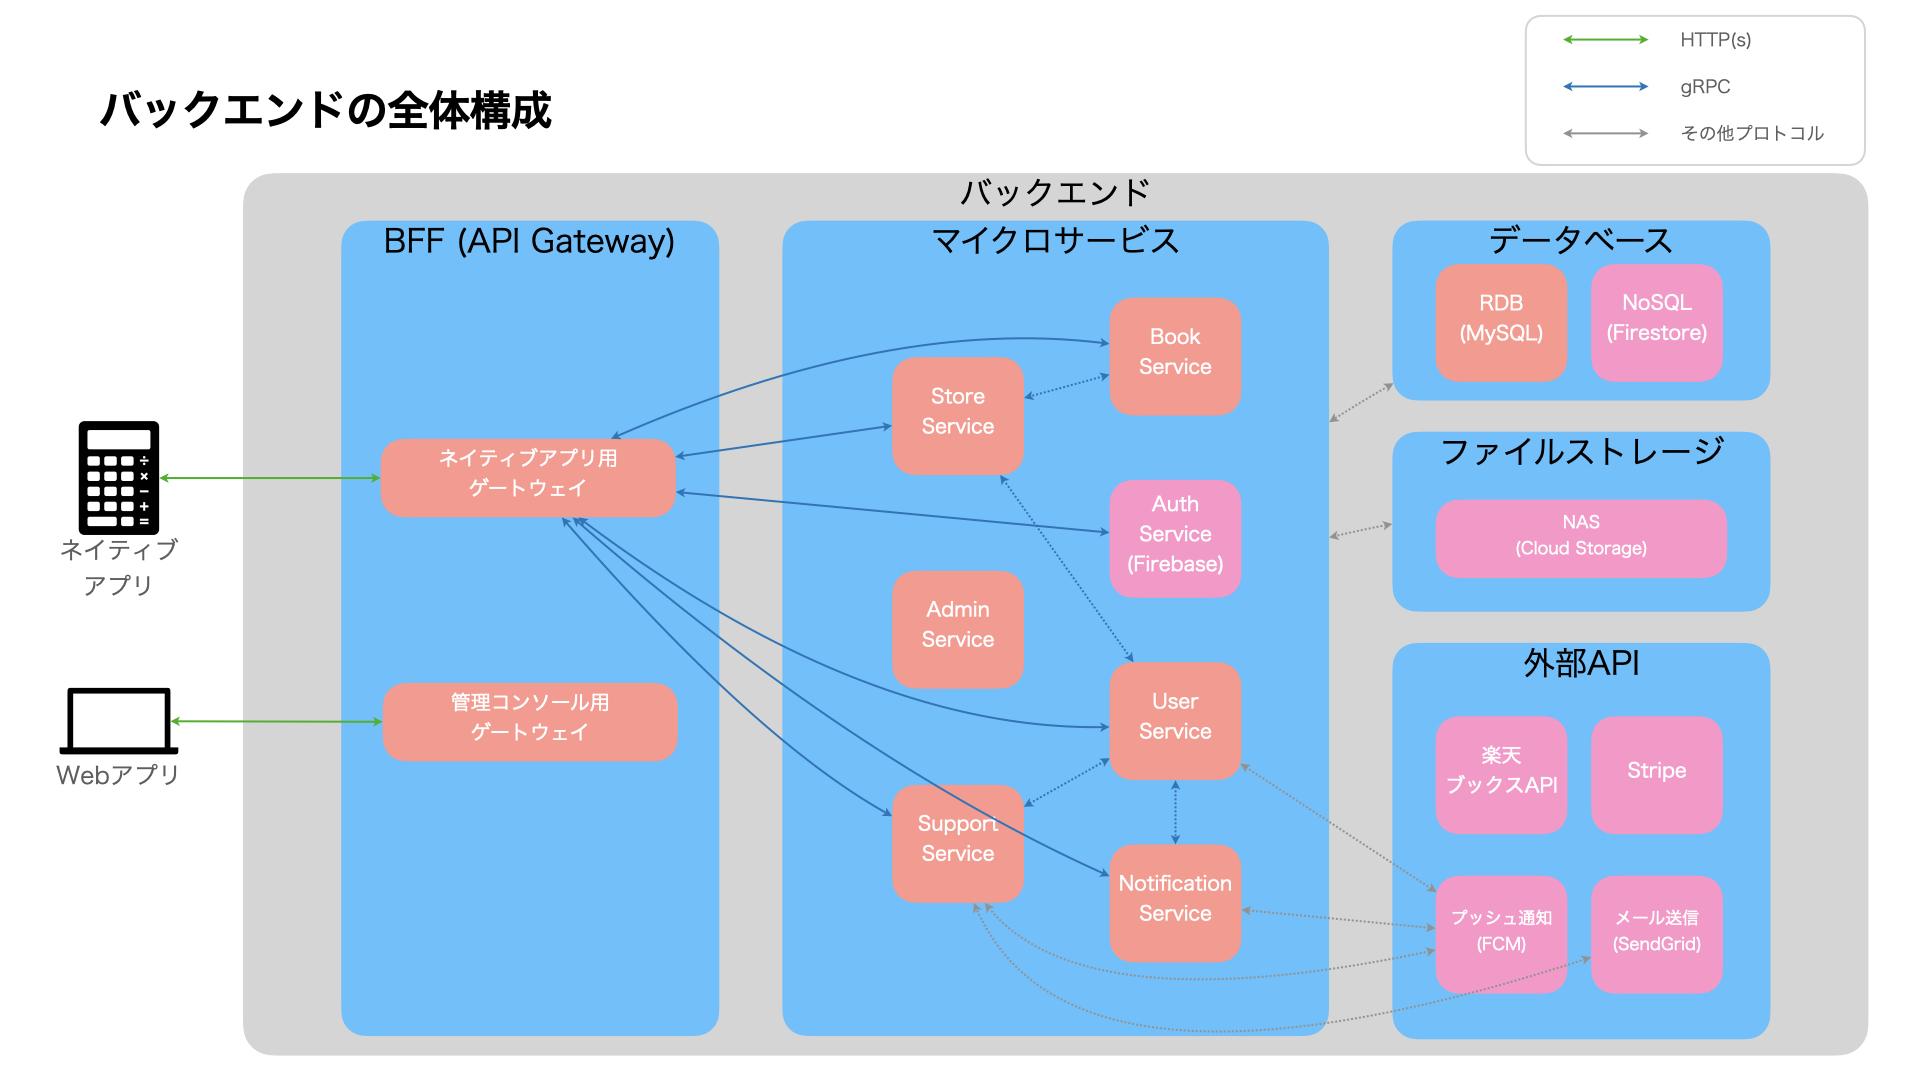 HTTP(s)
gRPC
その他プロトコル
バックエンドの全体構成
バックエンド
BFF (API Gateway)
ネイティブアプリ用
ゲートウェイ
管理コンソール用
ゲートウェイ
ネイティブ
アプリ
Webアプリ
マイクロサービス
Book
Service
Store
Service
Auth
Service
(Firebase)
Admin
Service
User
Service
Support
Service
Notification
Service
データベース
RDB
(MySQL)
NoSQL
(Firestore)
ファイルストレージ
NAS
(Cloud Storage)
外部API
楽天
ブックスAPI
Stripe
プッシュ通知
(FCM)
メール送信
(SendGrid)